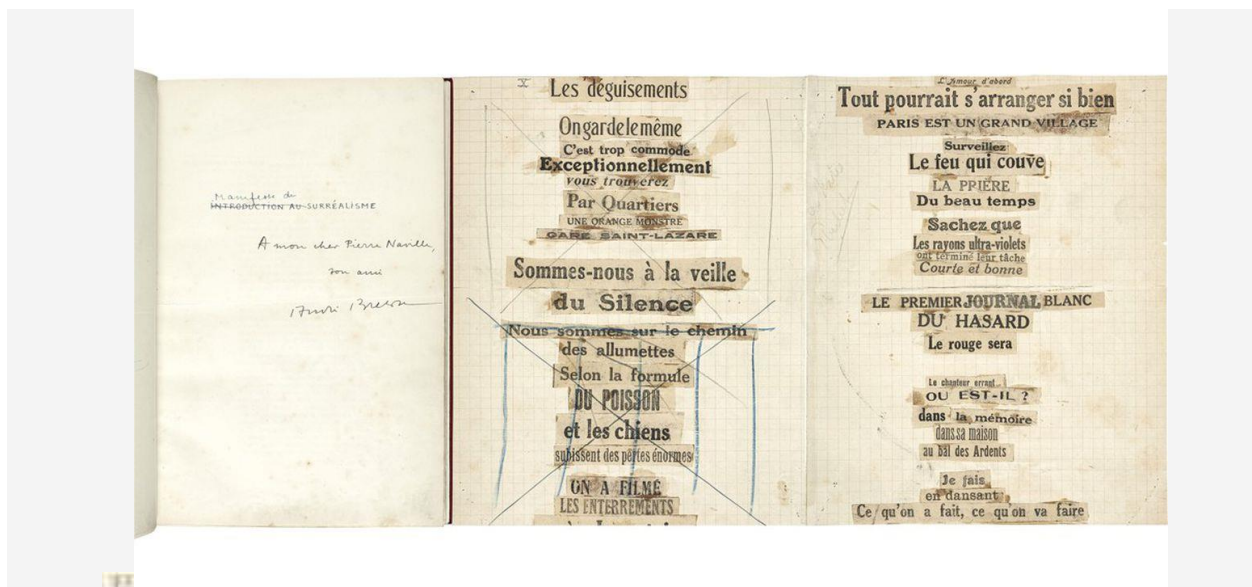 Manifeste du
INTRODUCTION AU SURRÉALISME
A mon cher Pierre Naville,
son ami
André Breton
X
Les déguisements
On garde le même
C'est trop commode
Exceptionnellement
vous trouverez
Par Quartiers
UNE ORANGE MONSTRE
GARE SAINT-LAZARE
Sommes-nous à la veille
du Silence
Nous sommes sur le chemin
des allumettes
Selon la formule
DU POISSON
et les chiens
subissent des pertes énormes
ON A FILMÉ
LES ENTERREMENTS
L'Amour d'abord
Tout pourrait s'arranger si bien
PARIS EST UN GRAND VILLAGE
Surveillez
Le feu qui couve
LA PRIÈRE
Du beau temps
Sachez que
Les rayons ultra-violets
ont terminé leur tâche
Courte et bonne
LE PREMIER JOURNAL BLANC
DU HASARD
Le rouge sera
Le chanteur errant
OÙ EST-IL ?
dans la mémoire
dans sa maison
au bal des Ardents
Je fais
en dansant
Ce qu'on a fait, ce qu'on va faire